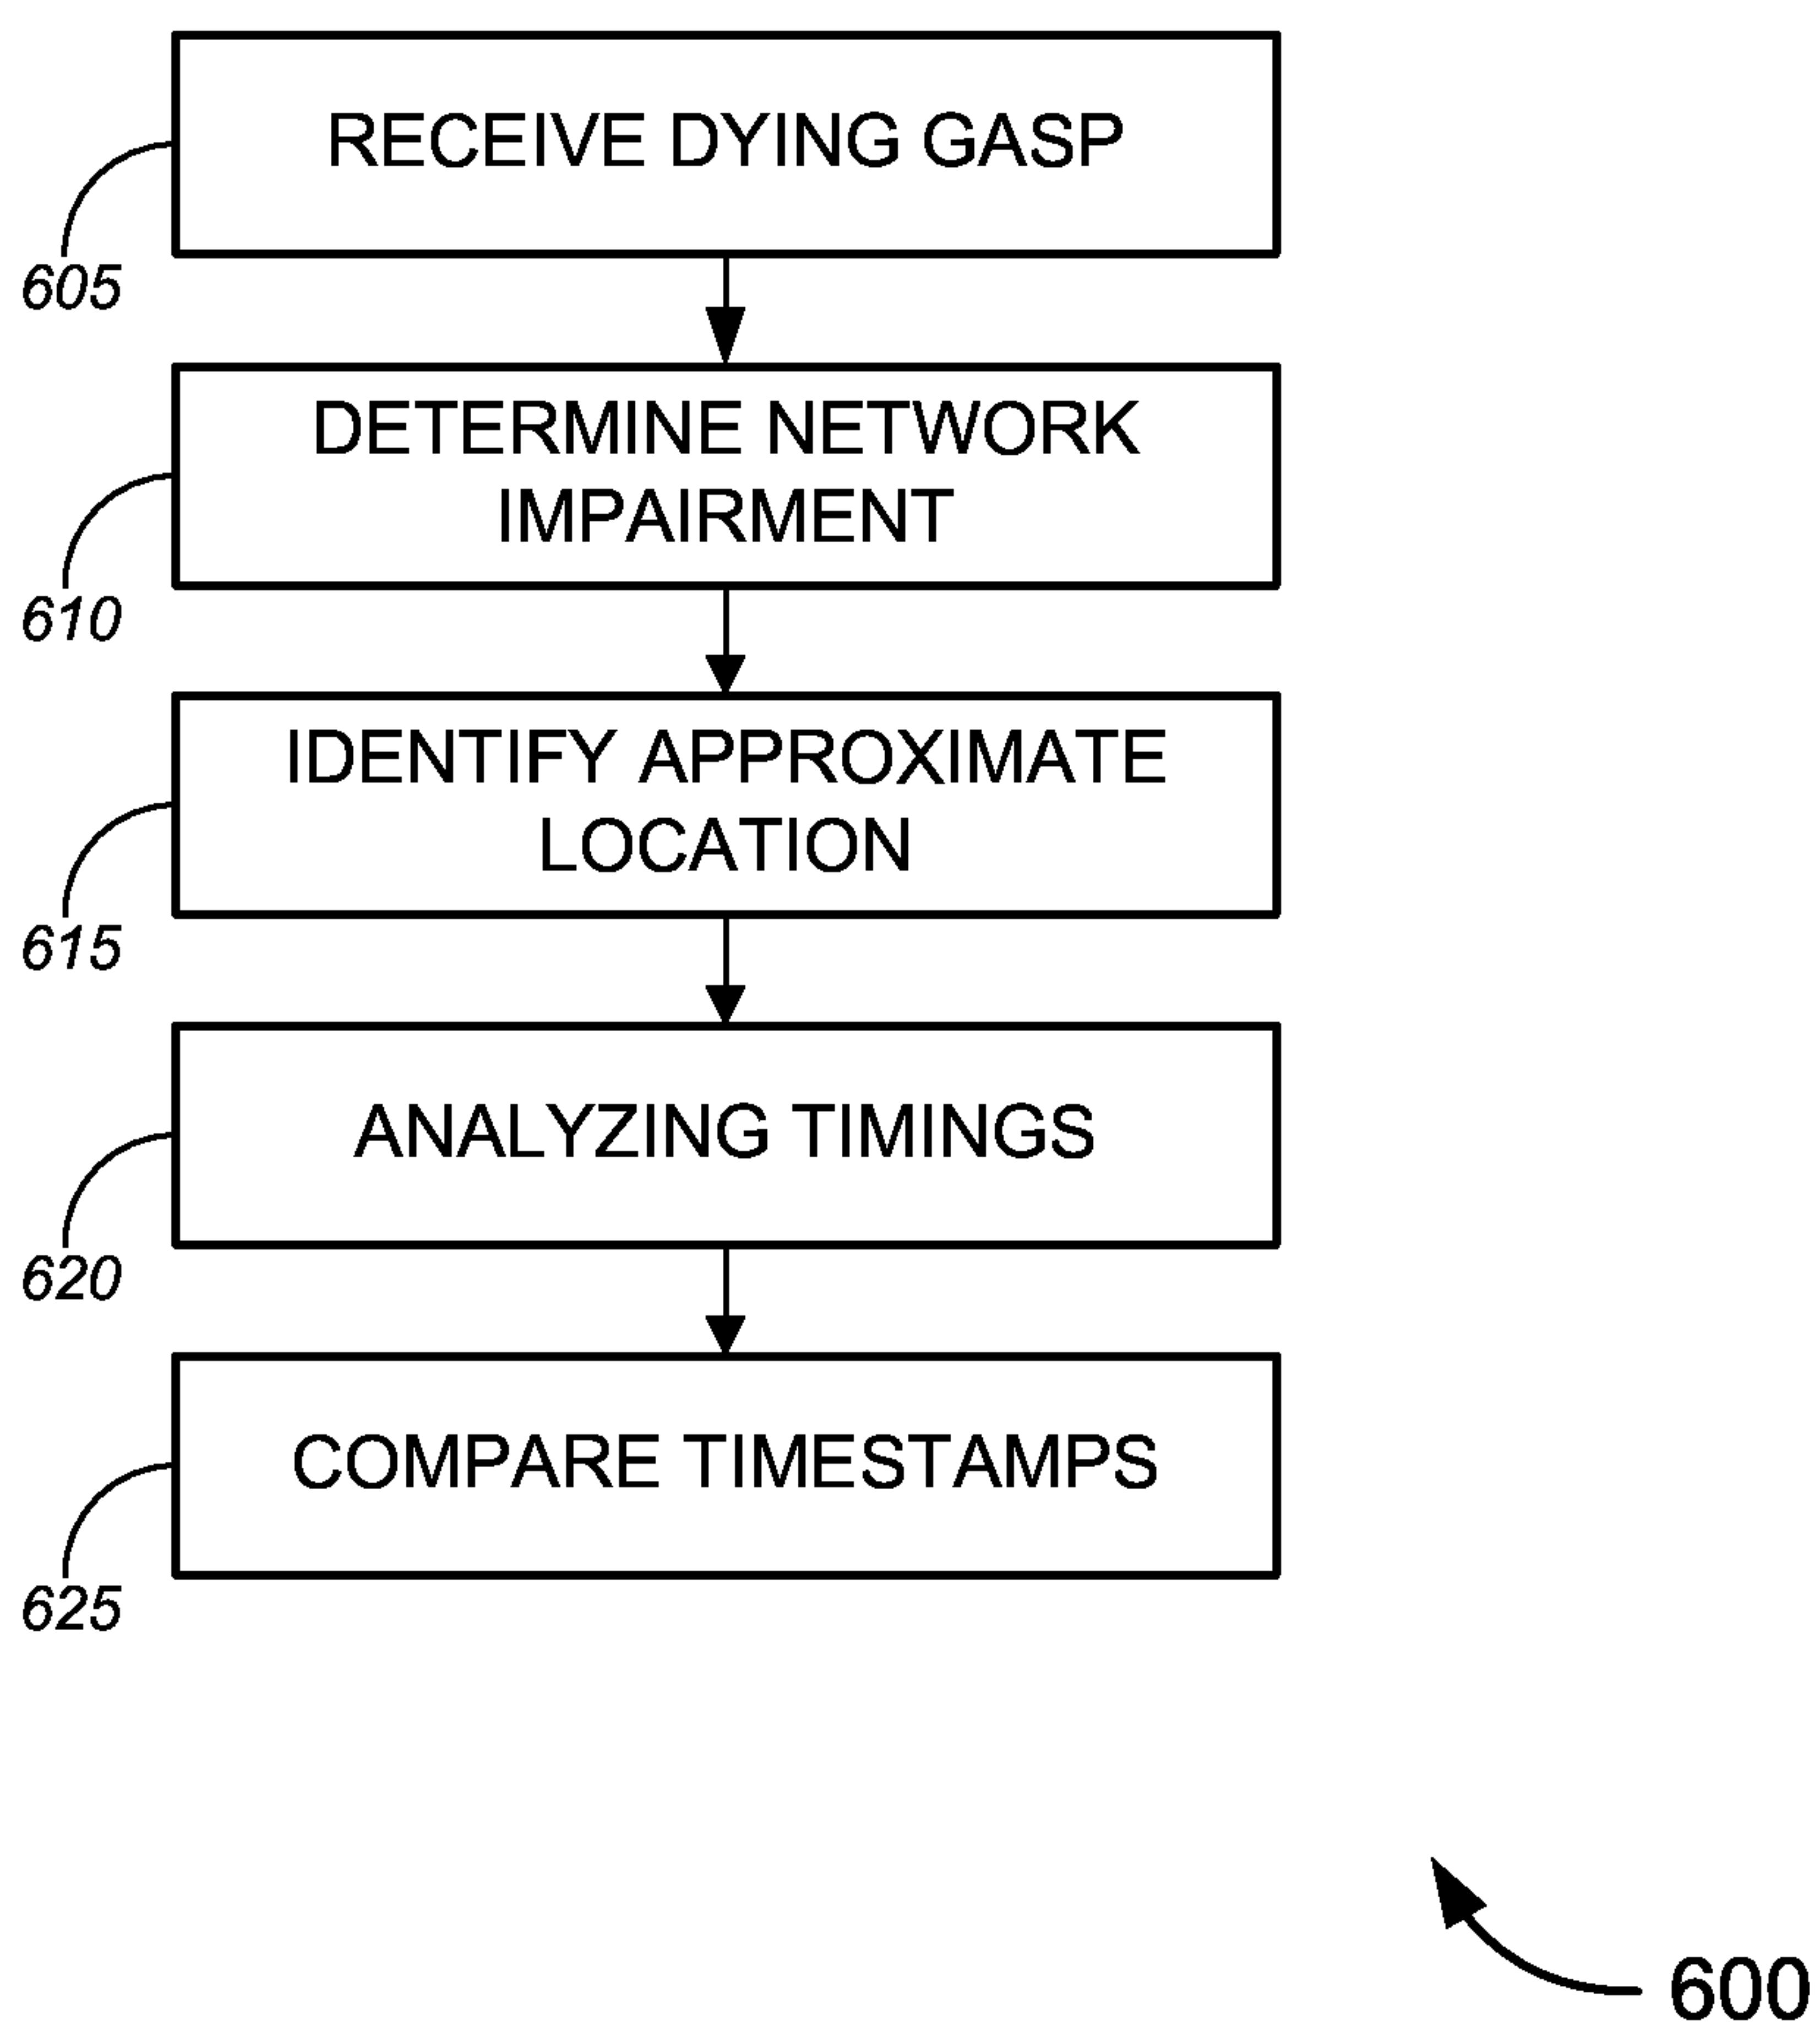 RECEIVE DYING GASP
605
DETERMINE NETWORK
IMPAIRMENT
610
IDENTIFY APPROXIMATE
LOCATION
615
ANALYZING TIMINGS
620
COMPARE TIMESTAMPS
625
600